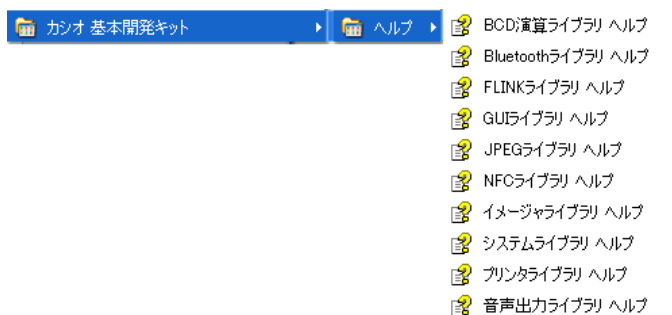 カシオ 基本開発キット
ヘルプ
BCD演算ライブラリ ヘルプ
Bluetoothライブラリ ヘルプ
FLINKライブラリ ヘルプ
GUIライブラリ ヘルプ
JPEGライブラリ ヘルプ
NFCライブラリ ヘルプ
イメージャライブラリ ヘルプ
システムライブラリ ヘルプ
プリンタライブラリ ヘルプ
音声出力ライブラリ ヘルプ